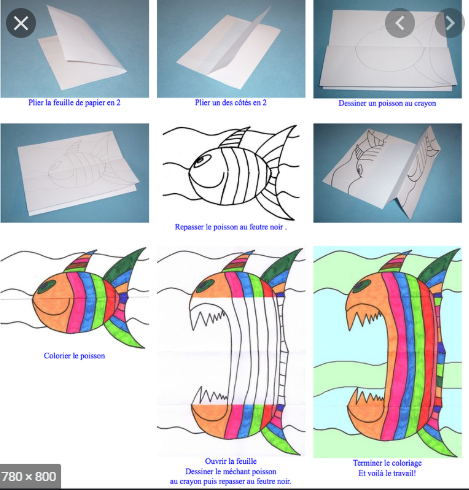 Plier la feuille de papier en 2
Plier un des côtés en 2
Dessiner un poisson au crayon
Repasser le poisson au feutre noir .
Colorier le poisson
Ouvrir la feuille
Dessiner le méchant poisson
au crayon puis repasser au feutre noir.
Terminer le coloriage
Et voilà le travail!
780 × 800